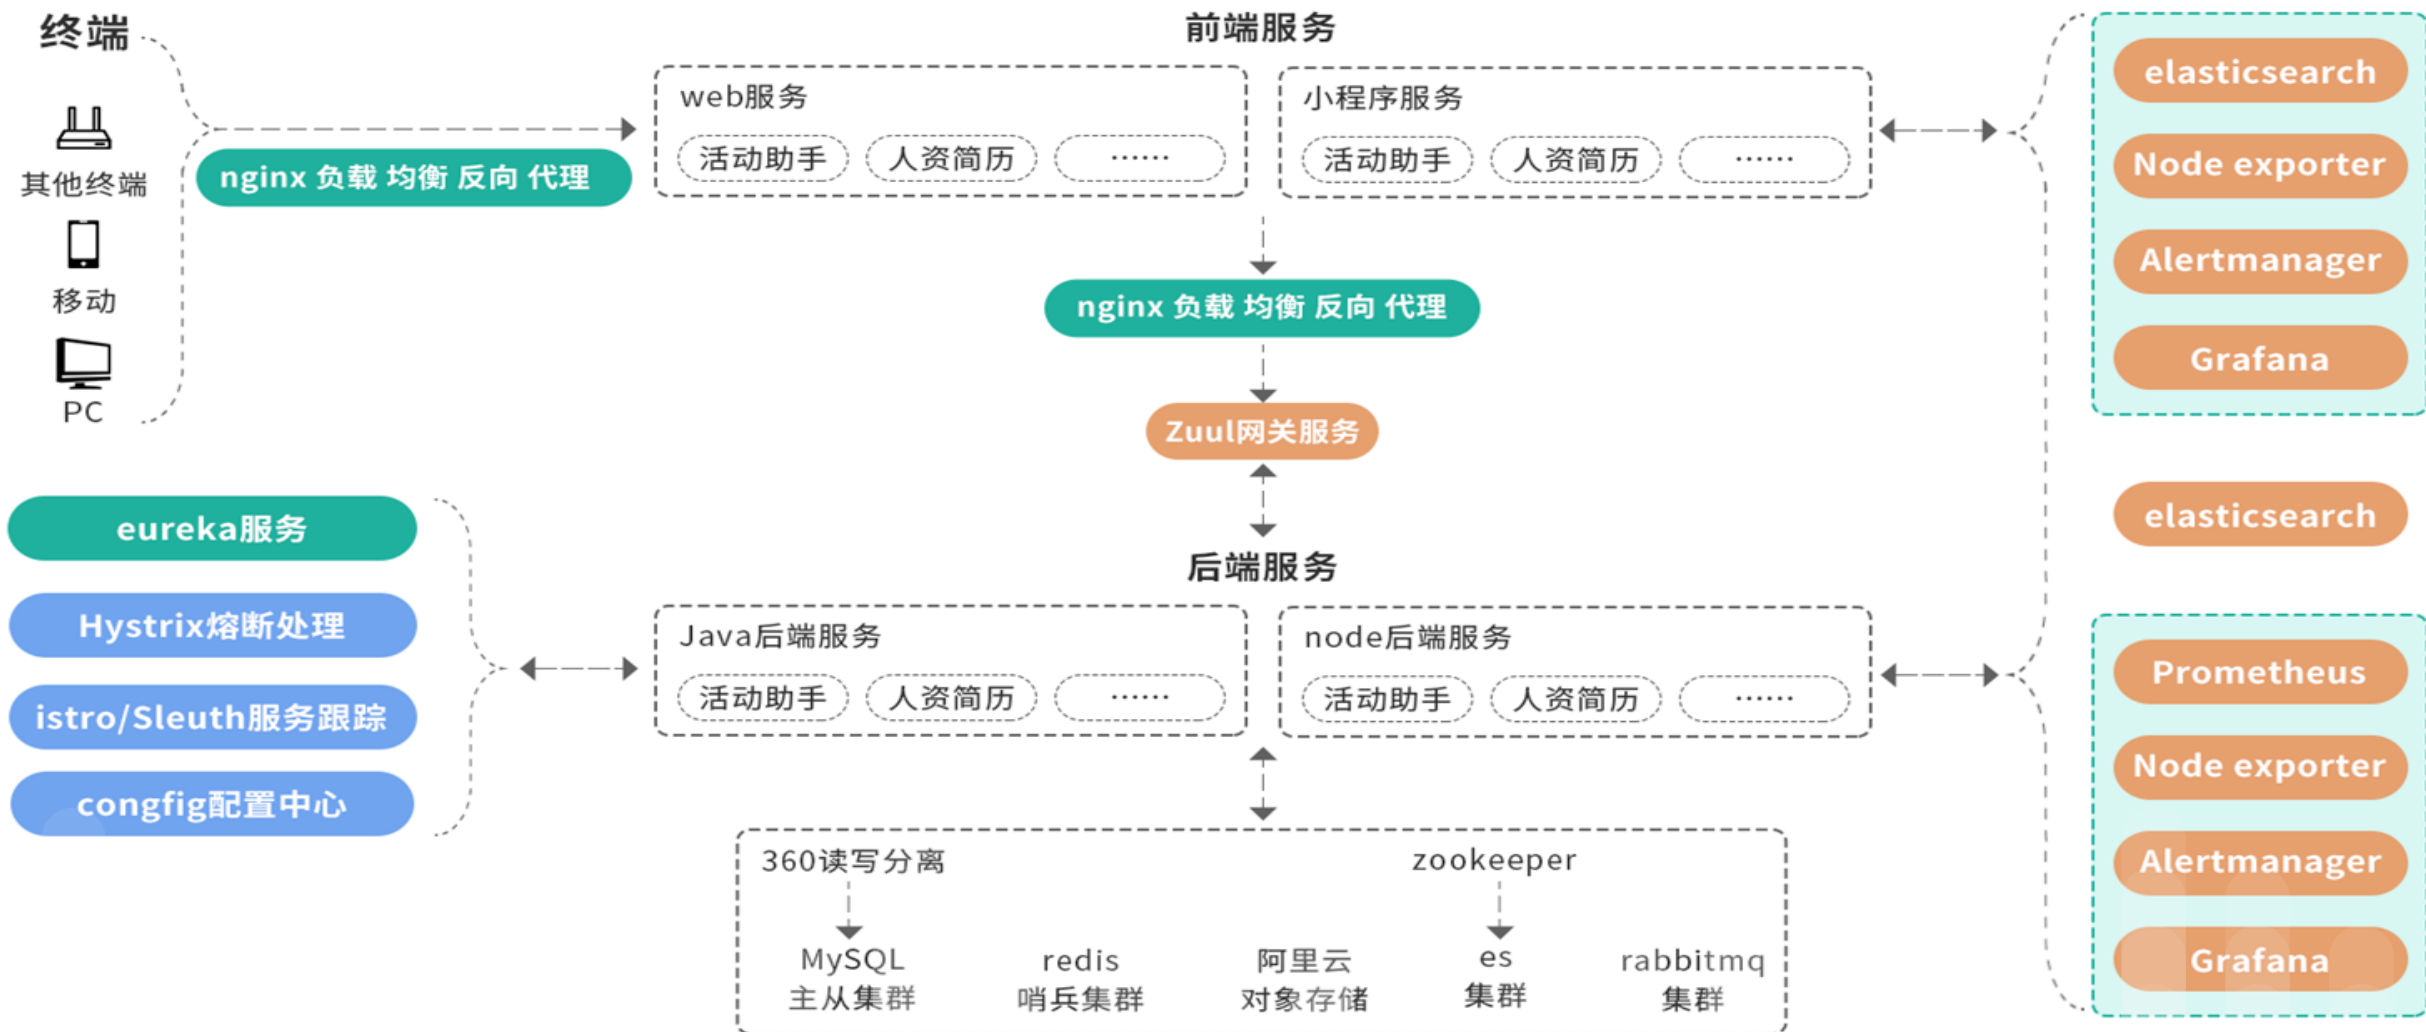 终端
其他终端
移动
PC
nginx 负载 均衡 反向 代理
前端服务
web服务
活动助手
人资简历
······
小程序服务
活动助手
人资简历
······
nginx 负载 均衡 反向 代理
Zuul网关服务
eureka服务
Hystrix熔断处理
istro/Sleuth服务跟踪
congfig配置中心
后端服务
Java后端服务
活动助手
人资简历
······
node后端服务
活动助手
人资简历
······
360读写分离
zookeeper
MySQL
主从集群
redis
哨兵集群
阿里云
对象存储
es
集群
rabbitmq
集群
elasticsearch
Node exporter
Alertmanager
Grafana
elasticsearch
Prometheus
Node exporter
Alertmanager
Grafana